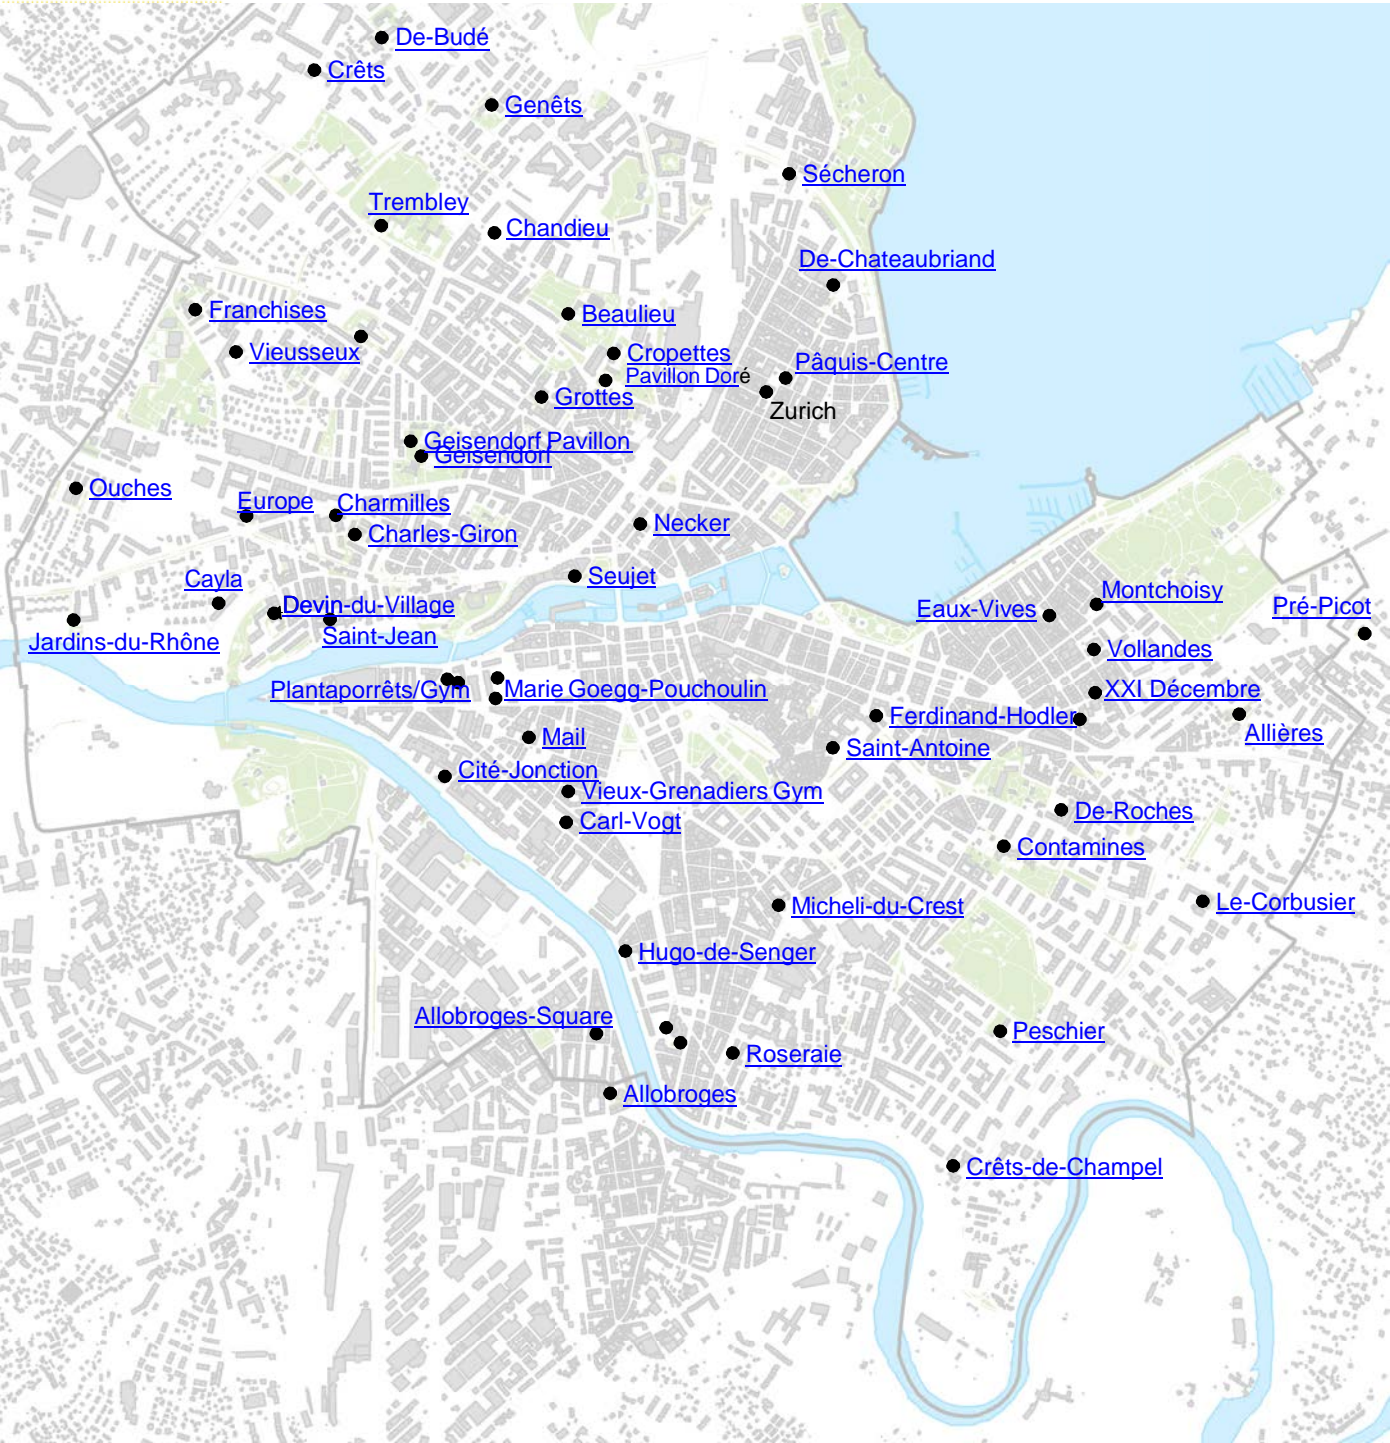 De-Budé
Crêts
Genêts
Sécheron
Trembley
Chandieu
De-Chateaubriand
Franchises
Beaulieu
Vieusseux
Cropettes
Pâquis-Centre
Pavillon Doré
Grottes
Zurich
Geisendorf Pavillon
Geisendorf
Ouches
Europe
Charmilles
Necker
Charles-Giron
Seujet
Cayla
Devin-du-Village
Montchoisy
Eaux-Vives
Pré-Picot
Saint-Jean
Jardins-du-Rhône
Vollandes
Plantaporrêts/Gym
Marie Goegg-Pouchoulin
XXI Décembre
Ferdinand-Hodler
Allières
Mail
Saint-Antoine
Cité-Jonction
Vieux-Grenadiers Gym
De-Roches
Carl-Vogt
Contamines
Le-Corbusier
Micheli-du-Crest
Hugo-de-Senger
Allobroges-Square
Peschier
Roseraie
Allobroges
Crêts-de-Champel